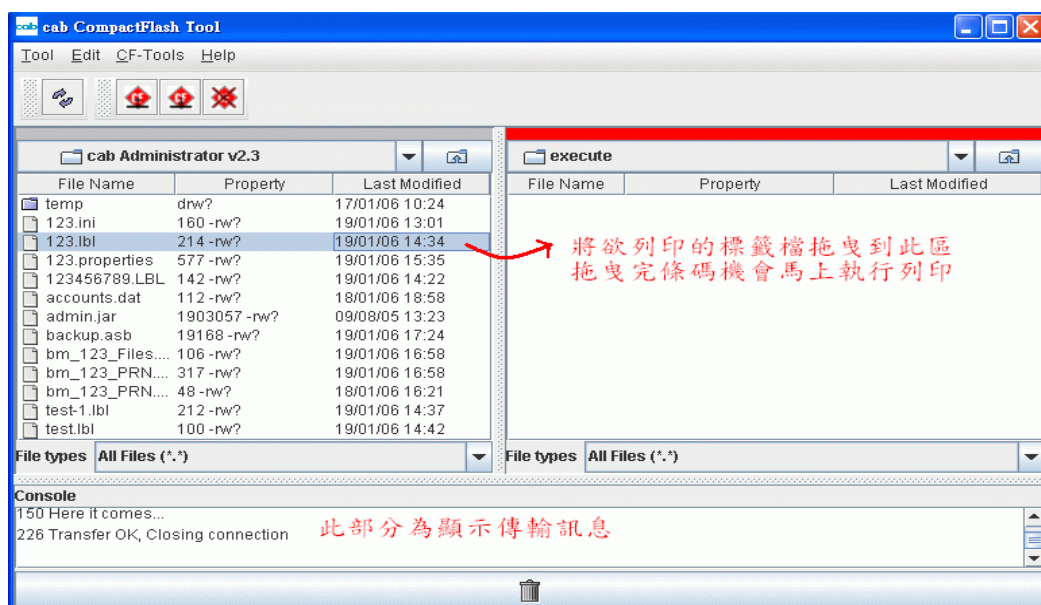 cab cab CompactFlash Tool
Tool Edit CF-Tools Help
CF CF
cab Administrator v2.3
execute
File Name Property Last Modified
File Name Property Last Modified
temp drw? 17/01/06 10:24
123.ini 160 -rw? 19/01/06 13:01
123.lbl 214 -rw? 19/01/06 14:34
123.properties 577 -rw? 19/01/06 15:35
123456789.LBL 142 -rw? 19/01/06 14:22
accounts.dat 112 -rw? 18/01/06 18:58
admin.jar 1903057 -rw? 09/08/05 13:23
backup.asb 19168 -rw? 19/01/06 17:24
bm_123_Files.... 106 -rw? 19/01/06 16:58
bm_123_PRN.... 317 -rw? 19/01/06 16:58
bm_123_PRN.... 48 -rw? 18/01/06 16:21
test-1.lbl 212 -rw? 19/01/06 14:37
test.lbl 100 -rw? 19/01/06 14:42
將欲列印的標籤檔拖曳到此區
拖曳完條碼機會馬上執行列印
File types All Files (*.*)
File types All Files (*.*)
Console
150 Here it comes...
226 Transfer OK, Closing connection
此部分為顯示傳輸訊息